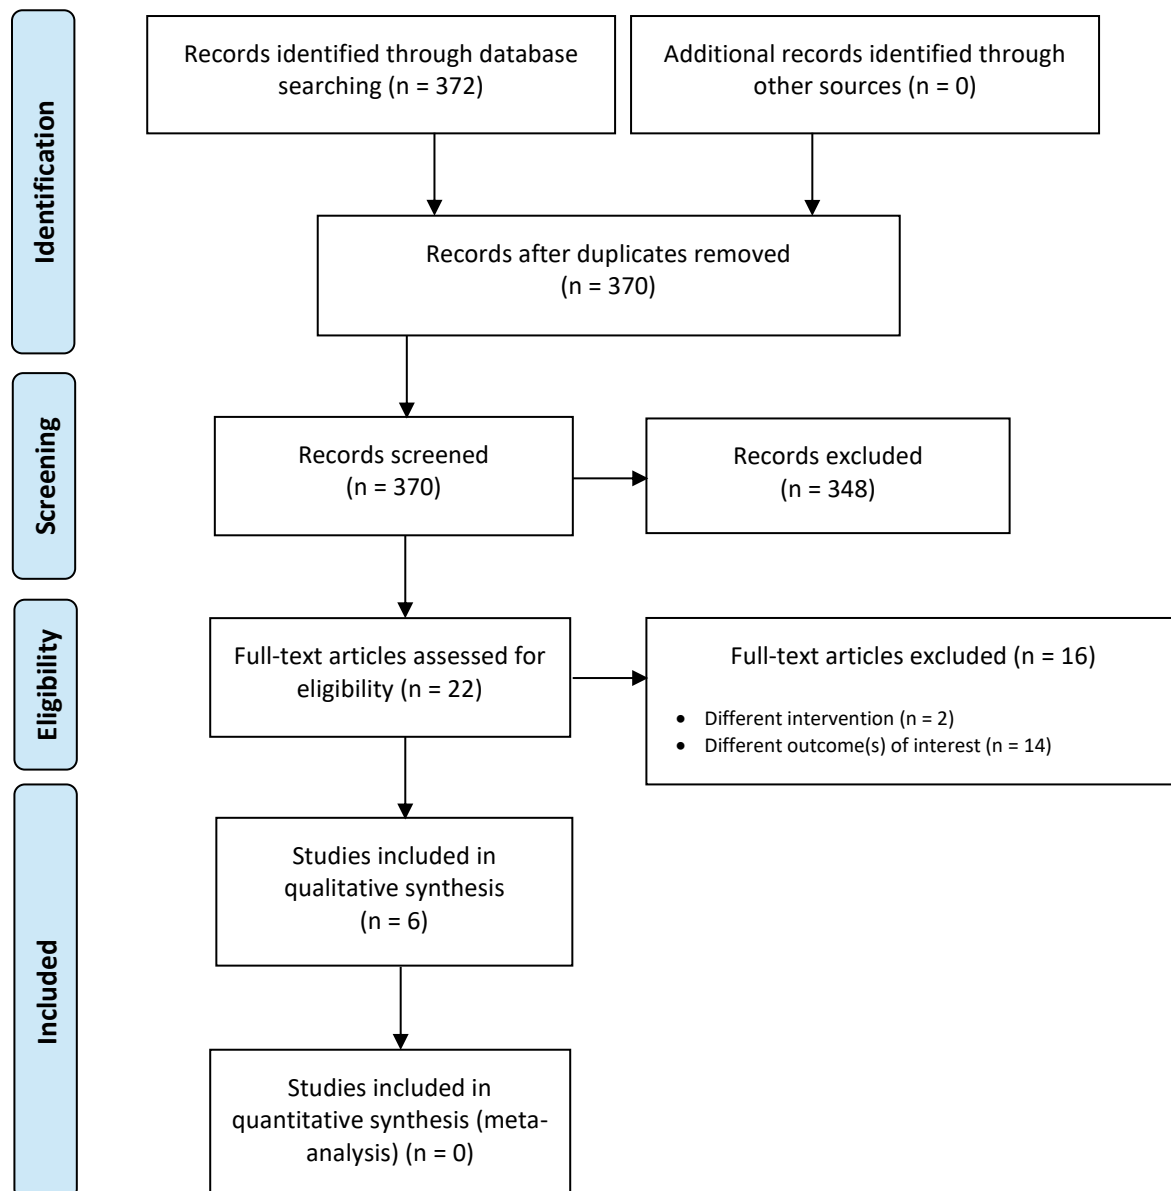 Identification
Records identified through database
searching (n = 372)
Additional records identified through
other sources (n = 0)
Records after duplicates removed
(n = 370)
Screening
Records screened
(n = 370)
Records excluded
(n = 348)
Eligibility
Full-text articles assessed for
eligibility (n = 22)
Full-text articles excluded (n = 16)
• Different intervention (n = 2)
• Different outcome(s) of interest (n = 14)
Included
Studies included in
qualitative synthesis
(n = 6)
Studies included in
quantitative synthesis (meta-
analysis) (n = 0)